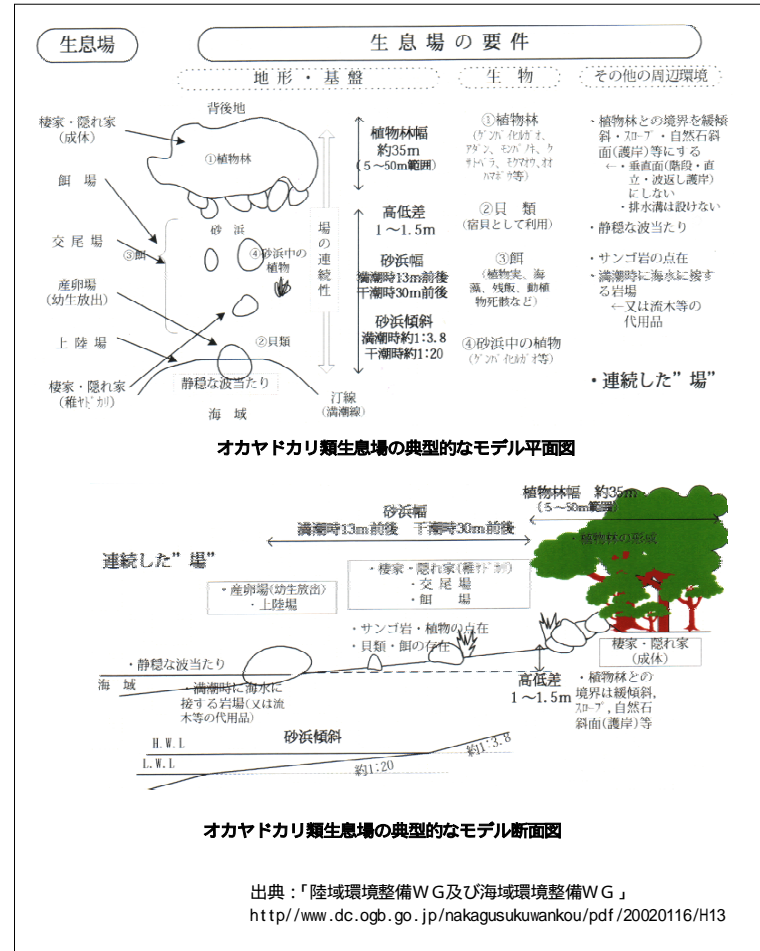 生息場
生息場の要件
地形・基盤
生物
その他の周辺環境
棲家・隠れ家
(成体)
餌場
交尾場
産卵場
(幼生放出)
上陸場
棲家・隠れ家
(稚ﾔﾄﾞｶﾘ)
背後地
①植物林
砂浜
③餌
④砂浜中の
植物
②貝類
静穏な波当たり
海域
汀線
(満潮線)
場の連続性
植物林幅
約35m
(5～50m範囲)
高低差
1～1.5m
砂浜幅
満潮時13m前後
干潮時30m前後
砂浜傾斜
満潮時約1:3.8
干潮時約1:20
①植物林
(ｸﾞﾝﾊﾞｲﾋﾙｶﾞｵ、
ｱﾀﾞﾝ、ﾓﾝﾊﾟﾉｷ、ｸ
ｻﾄﾍﾞﾗ、ﾓｸﾏｵｳ、ｵｵ
ﾊﾏﾎﾞｳ等)
②貝類
(宿貝として利用)
③餌
(植物実、海
藻、残飯、動植
物死骸など)
④砂浜中の植物
(ｸﾞﾝﾊﾞｲﾋﾙｶﾞｵ等)
・植物林との境界を緩傾
斜・ｽﾛｰﾌﾟ・自然石斜
面(護岸)等にする
←・垂直面(階段・直
立・波返し護岸)
にしない
・排水溝は設けない
・静穏な波当たり
・サンゴ岩の点在
・満潮時に海水に接す
る岩場
←又は流木等の
代用品
・連続した”場”
オカヤドカリ類生息場の典型的なモデル平面図
植物林幅 約35m
(5～50m範囲)
砂浜幅
満潮時13m前後 干潮時30m前後
・植物林の形成
連続した”場”
・産卵場(幼生放出)
・上陸場
・棲家・隠れ家(稚ﾔﾄﾞｶﾘ)
・交尾場
・餌場
・サンゴ岩・植物の点在
・貝類・餌の存在
棲家・隠れ家
(成体)
・静穏な波当たり
海域
・満潮時に海水に
接する岩場(又は流
木等の代用品)
高低差
1～1.5m
・植物林との
境界は緩傾斜,
ｽﾛｰﾌﾟ,自然石
斜面(護岸)等
砂浜傾斜
H.W.L
L.W.L
約1:20
約1:3.8
オカヤドカリ類生息場の典型的なモデル断面図
出典：「陸域環境整備ＷＧ及び海域環境整備ＷＧ」
http//www.dc.ogb.go.jp/nakagusukuwankou/pdf/20020116/H13